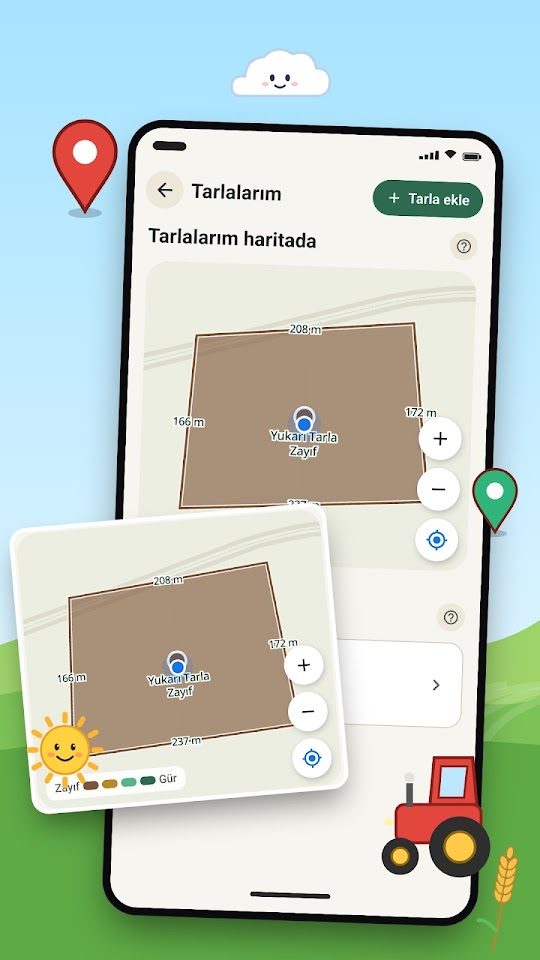 Tarlalarım
+ Tarla ekle
Tarlalarım haritada
208 m
166 m
172 m
Yukarı Tarla
Zayıf
237 m
208 m
166 m
172 m
Yukarı Tarla
Zayıf
237 m
Zayıf
Gür